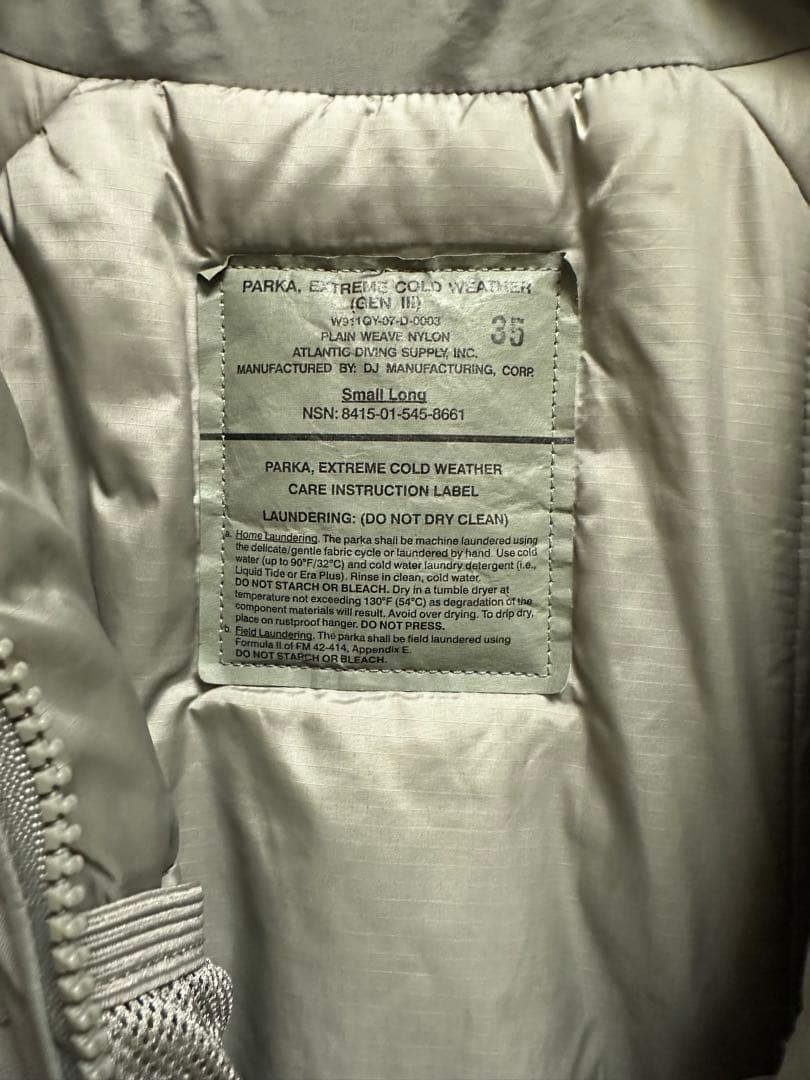 PARKA, EXTREME COLD WEATHER
(GEN III)
W911QY-07-D-0003
35
PLAIN WEAVE NYLON
ATLANTIC DIVING SUPPLY, INC.
MANUFACTURED BY: DJ MANUFACTURING, CORP.
Small Long
NSN: 8415-01-545-8661
PARKA, EXTREME COLD WEATHER
CARE INSTRUCTION LABEL
LAUNDERING: (DO NOT DRY CLEAN)
a. Home Laundering. The parka shall be machine laundered using
the delicate/gentle fabric cycle or laundered by hand. Use cold
water (up to 90°F/32°C) and cold water laundry detergent (i.e.,
Liquid Tide or Era Plus). Rinse in clean, cold water.
DO NOT STARCH OR BLEACH. Dry in a tumble dryer at
temperature not exceeding 130°F (54°C) as degradation of the
component materials will result. Avoid over drying. To drip dry,
place on rustproof hanger. DO NOT PRESS.
b. Field Laundering. The parka shall be field laundered using
Formula II of FM 42-414, Appendix E.
DO NOT STARCH OR BLEACH.